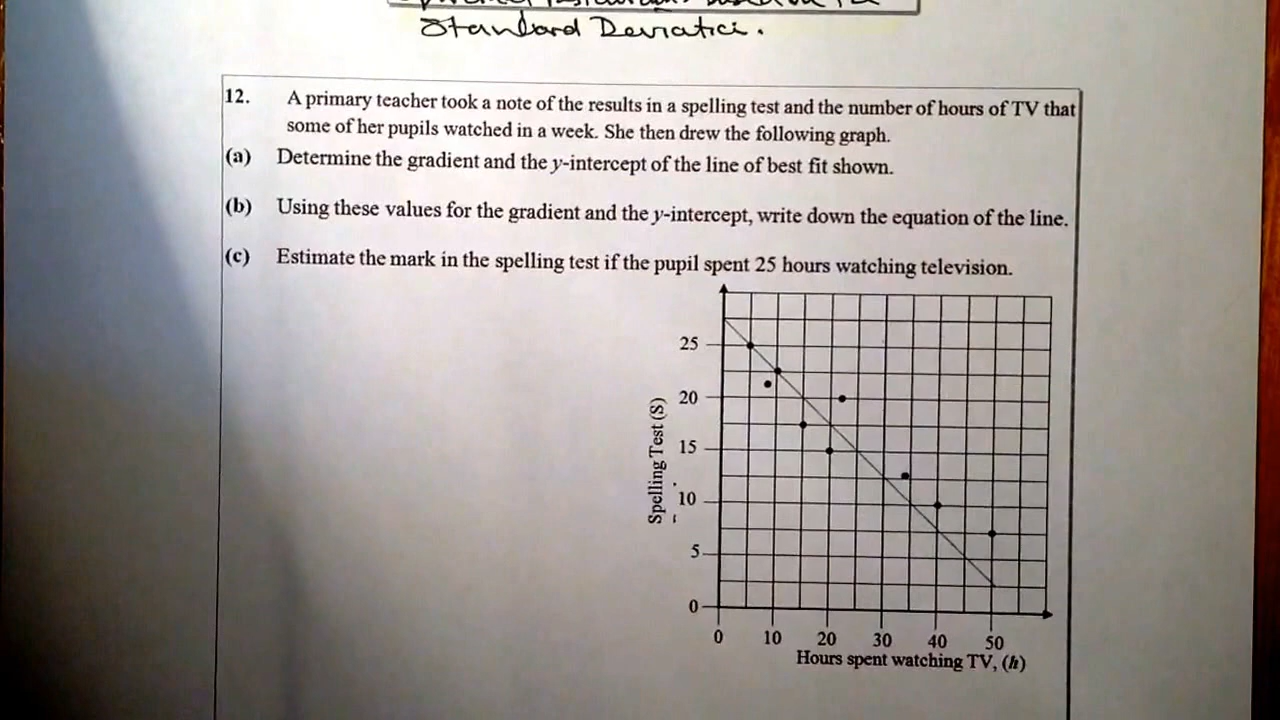 Standard Deviation.
12. A primary teacher took a note of the results in a spelling test and the number of hours of TV that
some of her pupils watched in a week. She then drew the following graph.
(a) Determine the gradient and the y-intercept of the line of best fit shown.
(b) Using these values for the gradient and the y-intercept, write down the equation of the line.
(c) Estimate the mark in the spelling test if the pupil spent 25 hours watching television.
25
20
15
10
5
0
Spelling Test (S)
0 10 20 30 40 50
Hours spent watching TV, (h)